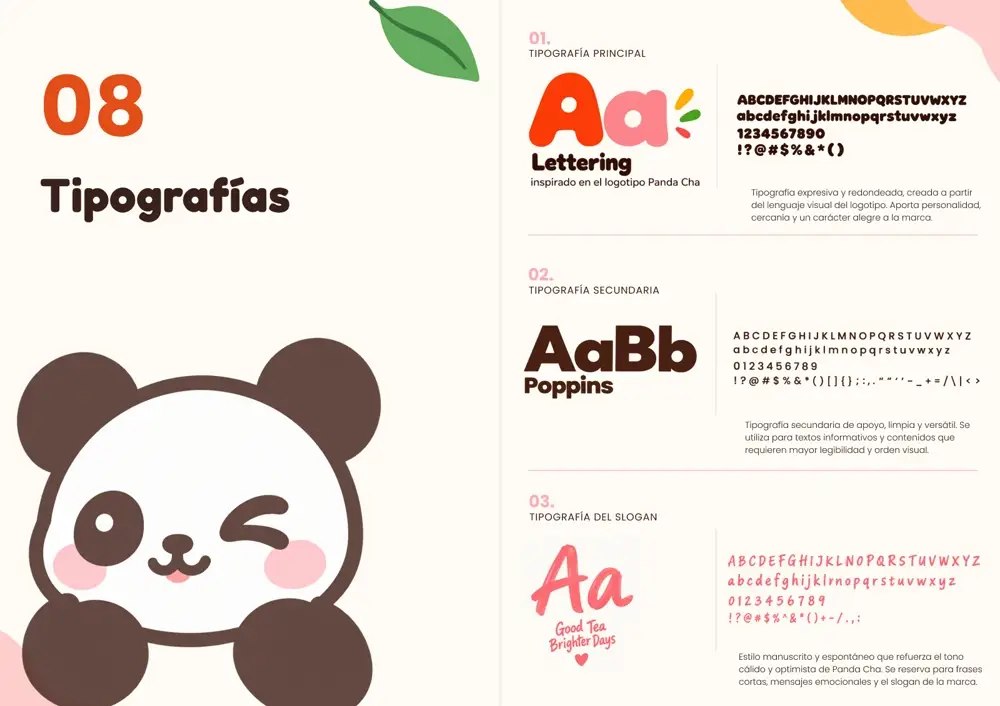 08
Tipografías
01.
TIPOGRAFÍA PRINCIPAL
Aa
Lettering
inspirado en el logotipo Panda Cha
ABCDEFGHIJKLMNOPQRSTUVWXYZ
abcdefghijklmnopqrstuvwxyz
1234567890
!?@#$%&*()
Tipografía expresiva y redondeada, creada a partir
del lenguaje visual del logotipo. Aporta personalidad,
cercanía y un carácter alegre a la marca.
02.
TIPOGRAFÍA SECUNDARIA
AaBb
Poppins
ABCDEFGHIJKLMNOPQRSTUVWXYZ
abcdefghijklmnopqrstuvwxyz
0123456789
!?@#$%&*()[]{};:,.""''-_+=/\|<>
Tipografía secundaria de apoyo, limpia y versátil. Se
utiliza para textos informativos y contenidos que
requieren mayor legibilidad y orden visual.
03.
TIPOGRAFÍA DEL SLOGAN
Aa
Good Tea
Brighter Days
ABCDEFGHIJKLNOPQRSTUVWXYZ
abcdefghijklrnopqrstuvwxyz
0123456789
!?@#$%^&*()+-/.,;
Estilo manuscrito y espontáneo que refuerza el tono
cálido y optimista de Panda Cha. Se reserva para frases
cortas, mensajes emocionales y el slogan de la marca.